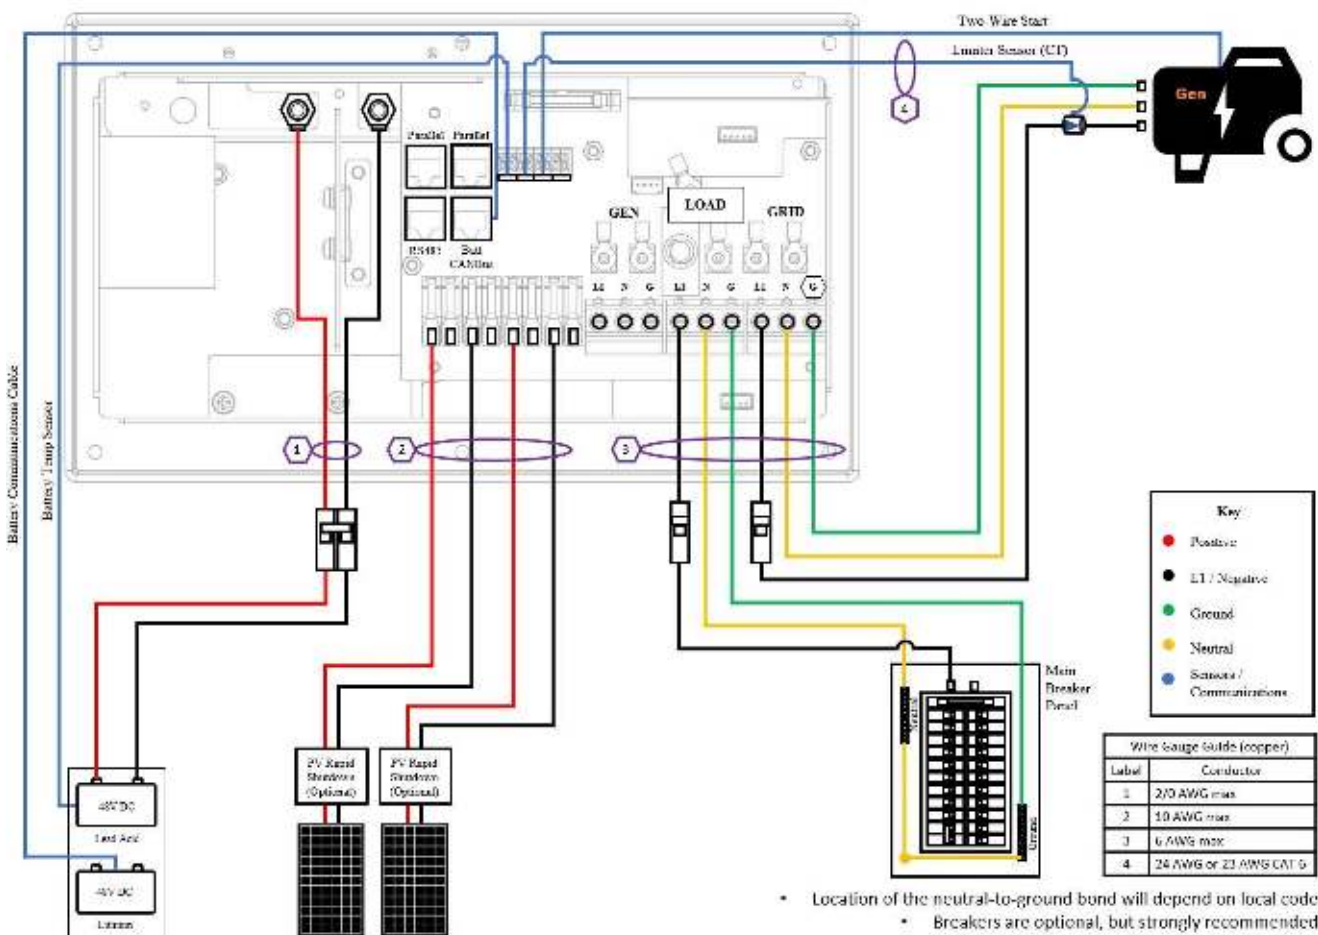 Two-Wire Start
Limiter Sensor (CT)
4
Gen
Parallel Parallel
RS485 Batt
CANBus
GEN
LOAD
GRID
L1 N G L1 N G L1 N G
1
2
3
Battery Communications Cable
Battery Temp Sensor
Key
Positive
L1 / Negative
Ground
Neutral
Sensors /
Communications
Main
Breaker
Panel
Neutral
Ground
PV Rapid
Shutdown
(Optional)
PV Rapid
Shutdown
(Optional)
48V DC
Lead Acid
48V DC
Lithium
Wire Gauge Guide (copper)
Label Conductor
1 2/0 AWG max
2 10 AWG max
3 6 AWG max
4 24 AWG or 23 AWG CAT 6
• Location of the neutral-to-ground bond will depend on local code
• Breakers are optional, but strongly recommended